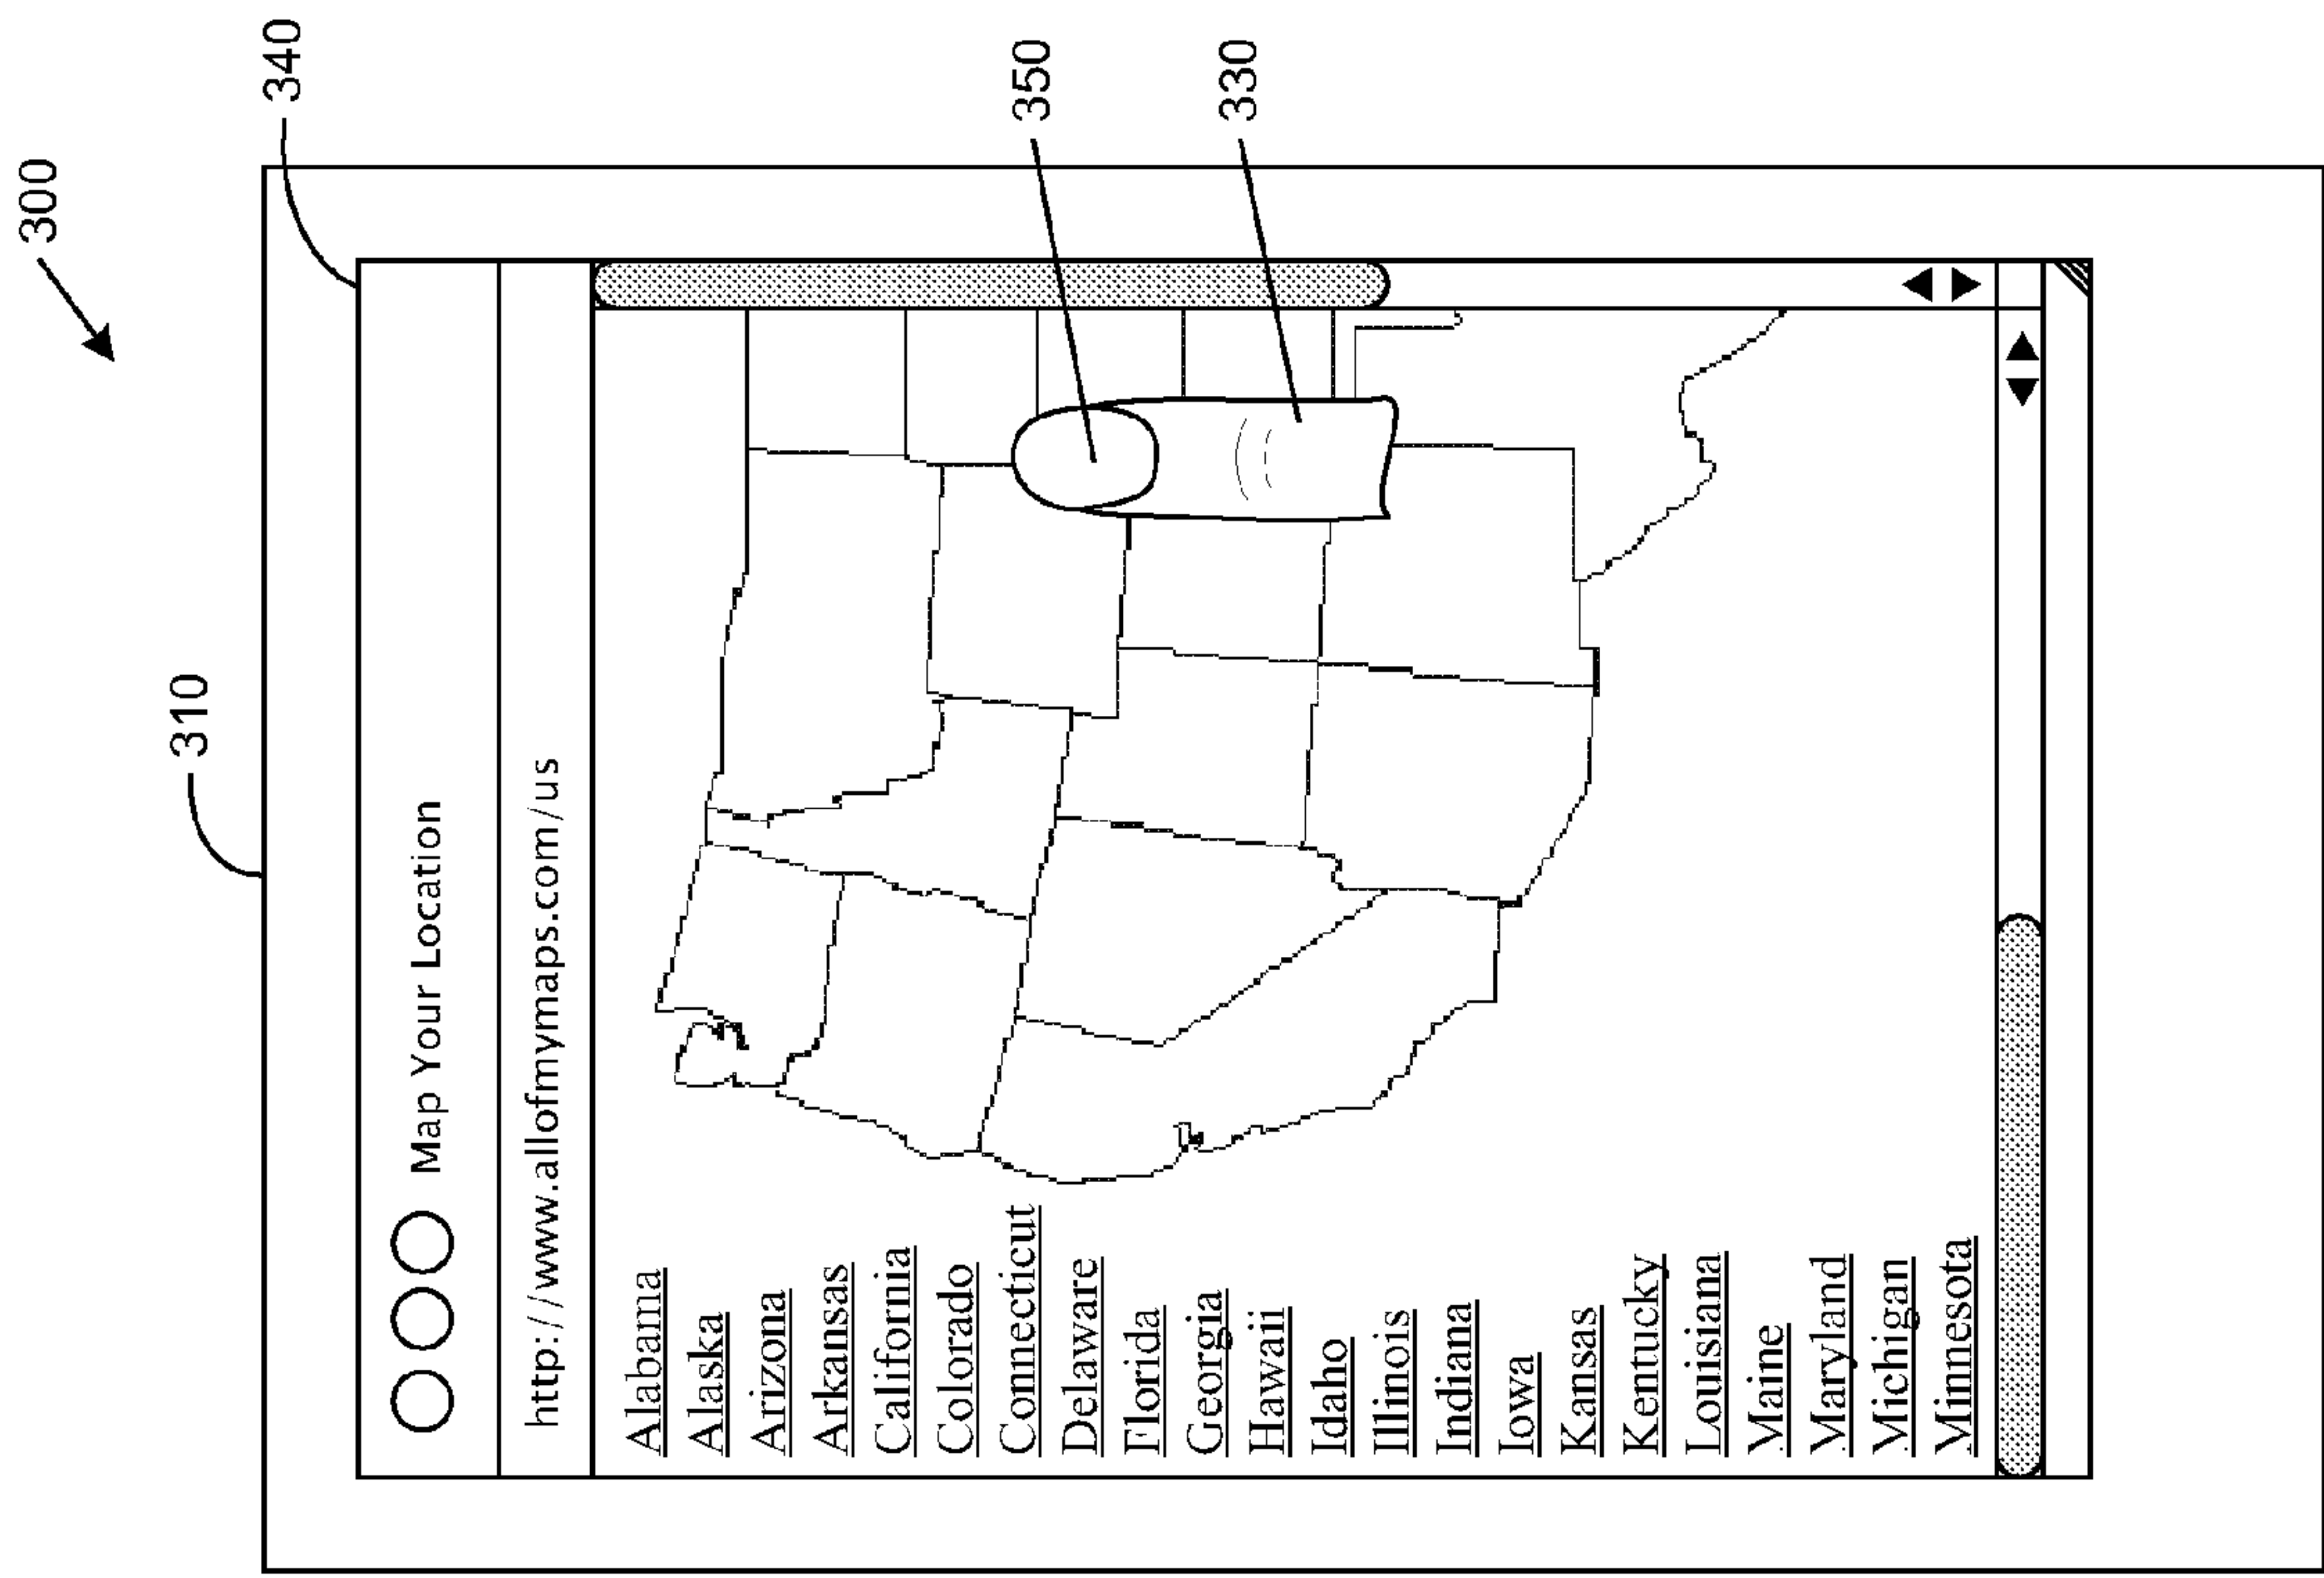 300
310
340
Map Your Location
http://www.allofmymaps.com/us
Alabama
Alaska
Arizona
Arkansas
California
Colorado
Connecticut
Delaware
Florida
Georgia
Hawaii
Idaho
Illinois
Indiana
Iowa
Kansas
Kentucky
Louisiana
Maine
Maryland
Michigan
Minnesota
350
330